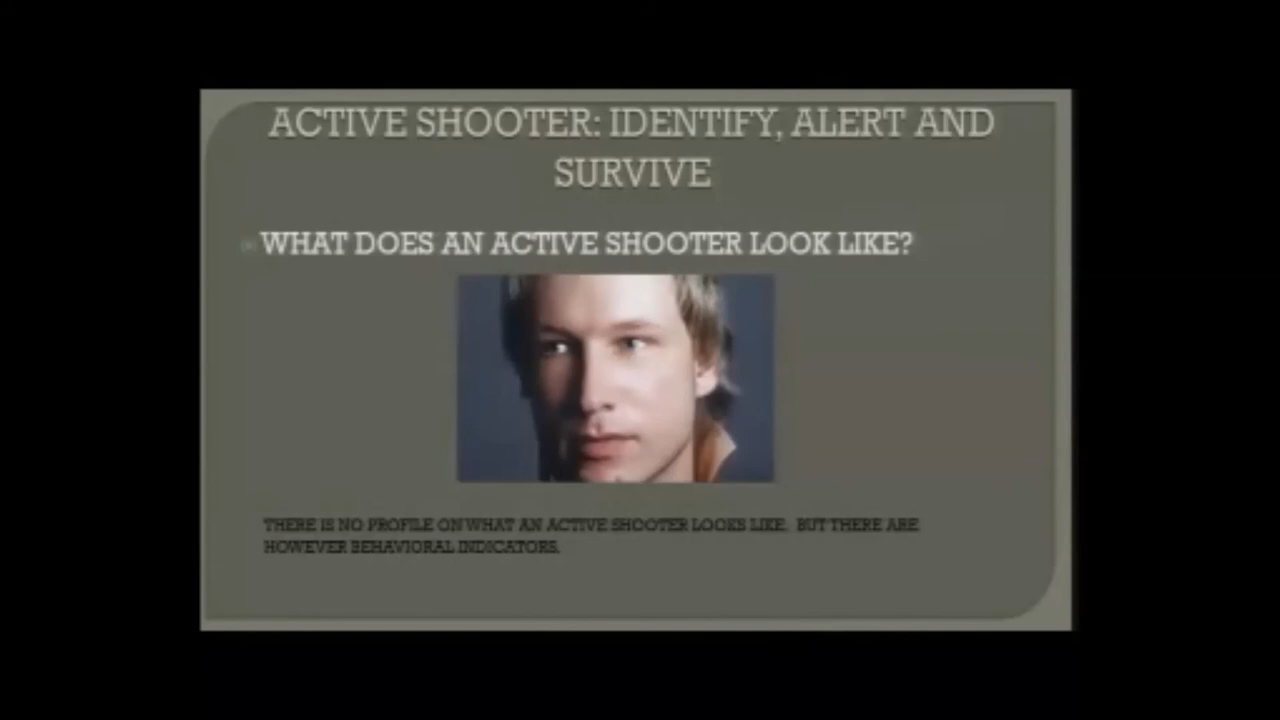 ACTIVE SHOOTER: IDENTIFY, ALERT AND
SURVIVE
WHAT DOES AN ACTIVE SHOOTER LOOK LIKE?
THERE IS NO PROFILE ON WHAT AN ACTIVE SHOOTER LOOKS LIKE. BUT THERE ARE
HOWEVER BEHAVIORAL INDICATORS.